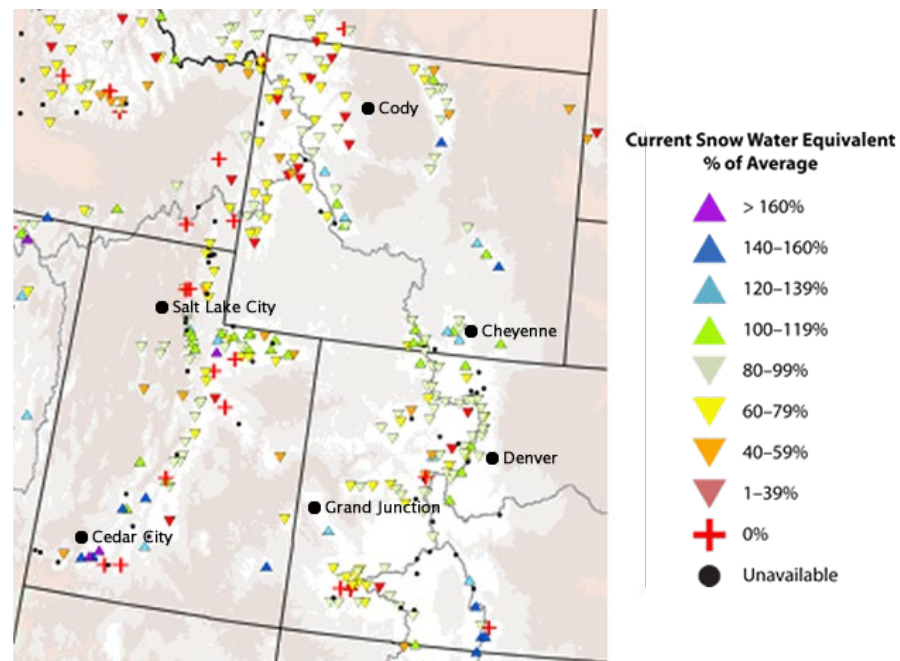 Cody
Salt Lake City
Cheyenne
Denver
Grand Junction
Cedar City
Current Snow Water Equivalent
% of Average
> 160%
140–160%
120–139%
100–119%
80–99%
60–79%
40–59%
1–39%
0%
Unavailable